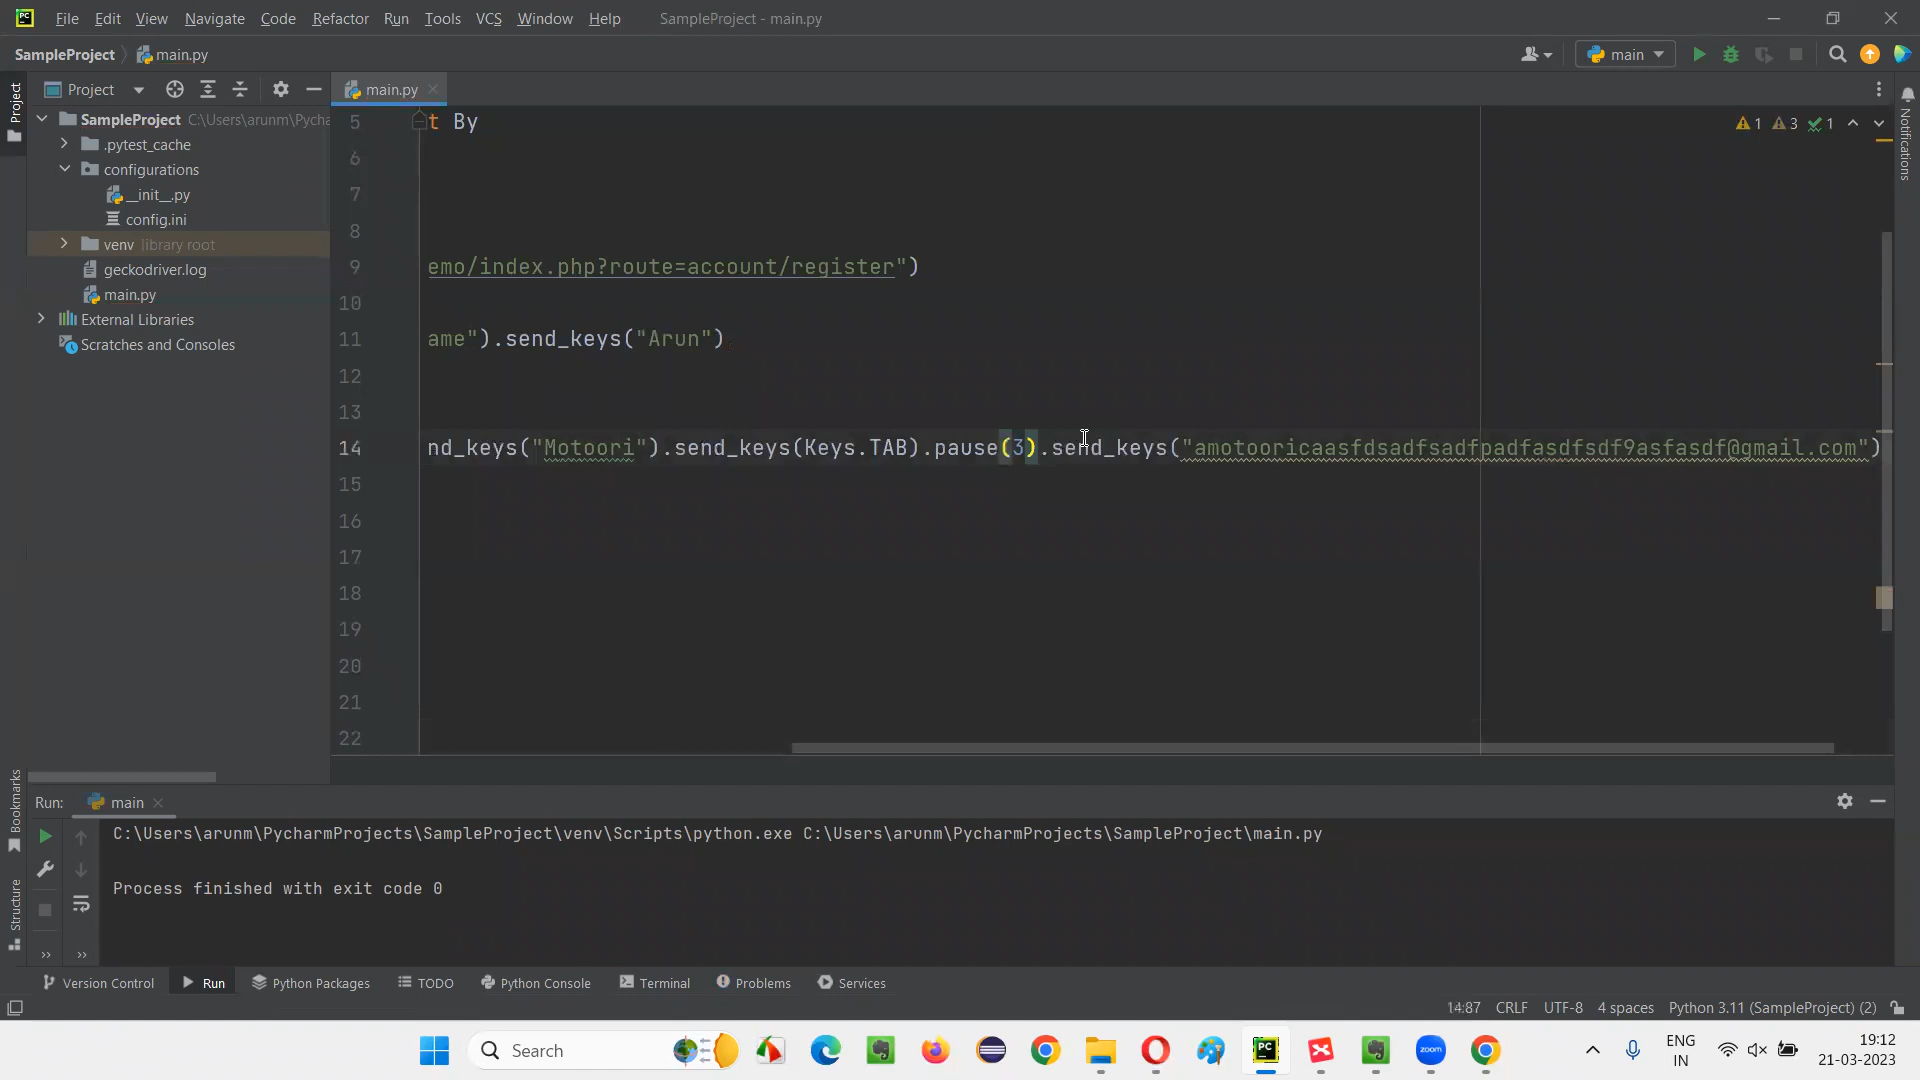 File Edit View Navigate Code Refactor Run Tools VCS Window Help SampleProject - main.py
SampleProject main.py main
Project main.py
Project
SampleProject C:\Users\arunm\Pycha
.pytest_cache
configurations
__init__.py
config.ini
venv library root
geckodriver.log
main.py
External Libraries
Scratches and Consoles
5 t By
6
7
8
9 emo/index.php?route=account/register")
10
11 ame").send_keys("Arun")
12
13
14 nd_keys("Motoori").send_keys(Keys.TAB).pause(3).send_keys("amotooricaasfdsadfsadfpadfasdfsdf9asfasdf@gmail.com")
15
16
17
18
19
20
21
22
1 3 1
Notifications
Bookmarks
Structure
Run: main
C:\Users\arunm\PycharmProjects\SampleProject\venv\Scripts\python.exe C:\Users\arunm\PycharmProjects\SampleProject\main.py
Process finished with exit code 0
Version Control Run Python Packages TODO Python Console Terminal Problems Services
14:87 CRLF UTF-8 4 spaces Python 3.11 (SampleProject) (2)
Search
zoom
ENG
IN
19:12
21-03-2023